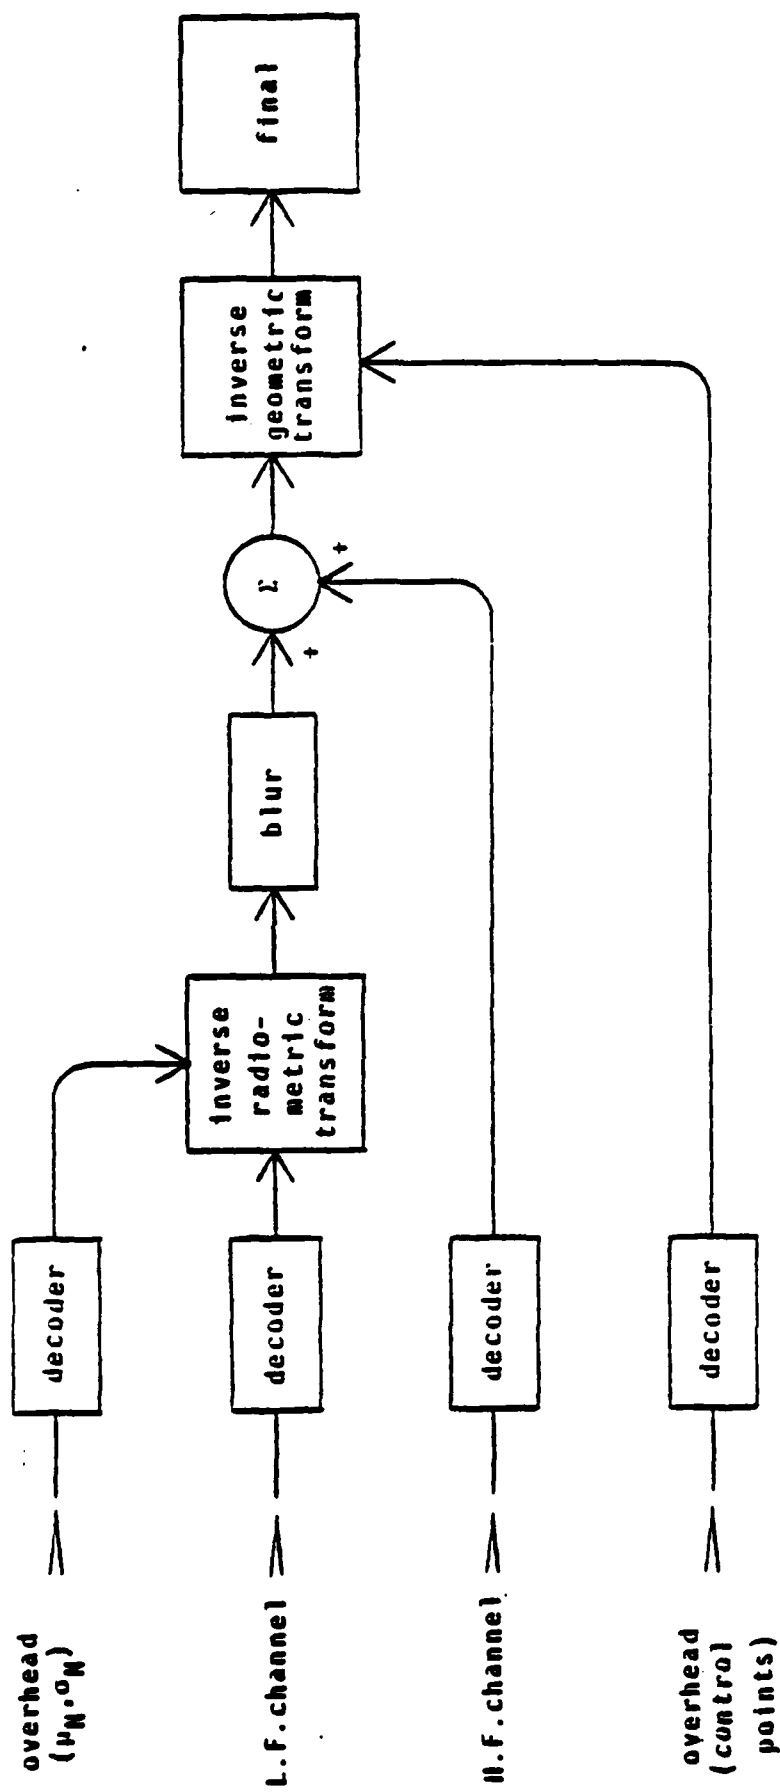 overhead
(μN,σN)
decoder
L.F.channel
decoder
inverse
radio-
metric
transform
blur
+
Σ
+
inverse
geometric
transform
final
H.F.channel
decoder
overhead
(control
points)
decoder